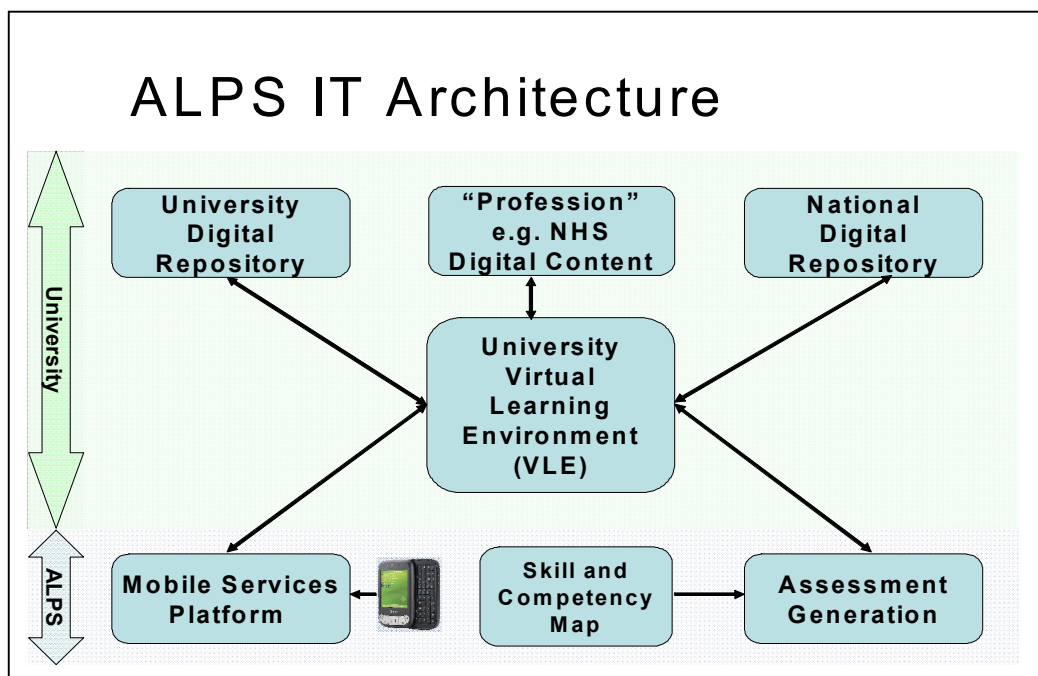 ALPS IT Architecture
University
Digital
Repository
“Profession”
e.g. NHS
Digital Content
National
Digital
Repository
University
University
Virtual
Learning
Environment
(VLE)
ALPS
Mobile Services
Platform
Skill and
Competency
Map
Assessment
Generation